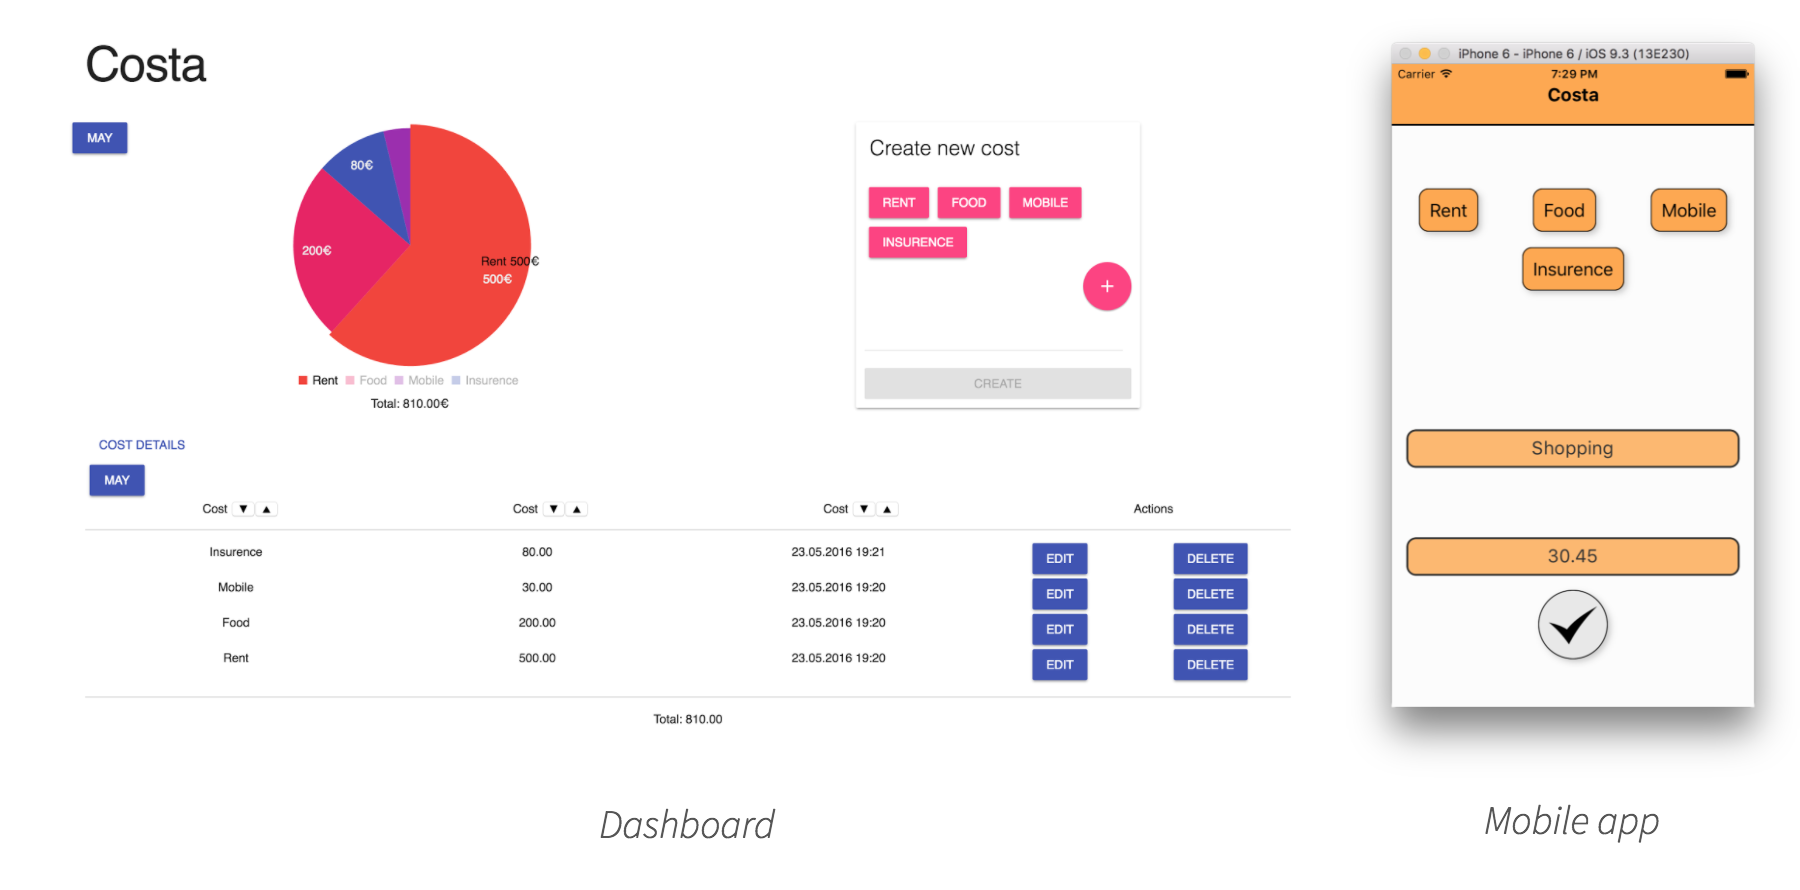 Costa
MAY
80€
200€
Rent 500€
500€
Rent Food Mobile Insurence
Total: 810.00€
Create new cost
RENT FOOD MOBILE
INSURENCE
+
CREATE
COST DETAILS
MAY
Cost ▼ ▲ Cost ▼ ▲ Cost ▼ ▲ Actions
Insurence 80.00 23.05.2016 19:21 EDIT DELETE
Mobile 30.00 23.05.2016 19:20 EDIT DELETE
Food 200.00 23.05.2016 19:20 EDIT DELETE
Rent 500.00 23.05.2016 19:20 EDIT DELETE
Total: 810.00
Dashboard
iPhone 6 - iPhone 6 / iOS 9.3 (13E230)
Carrier 7:29 PM
Costa
Rent Food Mobile
Insurence
Shopping
30.45
Mobile app